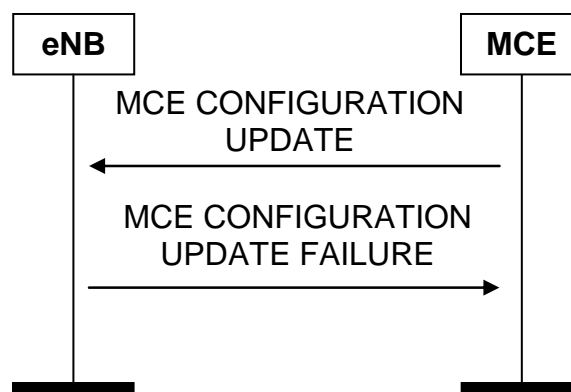 eNB
MCE
MCE CONFIGURATION
UPDATE
MCE CONFIGURATION
UPDATE FAILURE